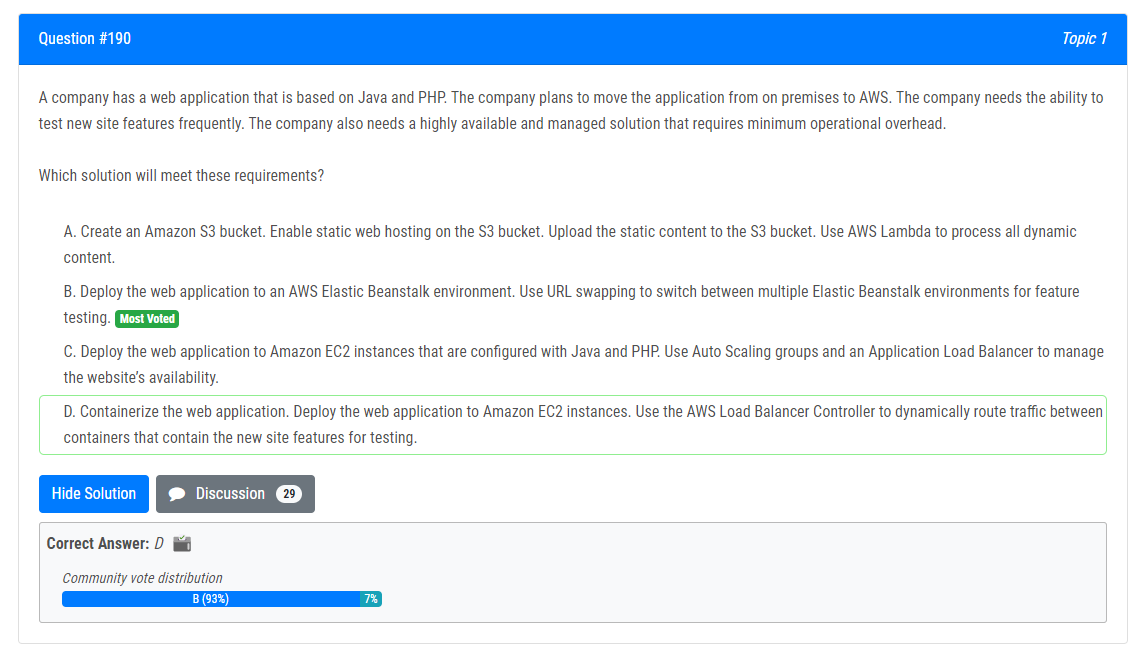 Question #190
Topic 1
A company has a web application that is based on Java and PHP. The company plans to move the application from on premises to AWS. The company needs the ability to
test new site features frequently. The company also needs a highly available and managed solution that requires minimum operational overhead.
Which solution will meet these requirements?
A. Create an Amazon S3 bucket. Enable static web hosting on the S3 bucket. Upload the static content to the S3 bucket. Use AWS Lambda to process all dynamic
content.
B. Deploy the web application to an AWS Elastic Beanstalk environment. Use URL swapping to switch between multiple Elastic Beanstalk environments for feature
testing. Most Voted
C. Deploy the web application to Amazon EC2 instances that are configured with Java and PHP. Use Auto Scaling groups and an Application Load Balancer to manage
the website’s availability.
D. Containerize the web application. Deploy the web application to Amazon EC2 instances. Use the AWS Load Balancer Controller to dynamically route traffic between
containers that contain the new site features for testing.
Hide Solution
Discussion 29
Correct Answer: D
Community vote distribution
B (93%)
7%